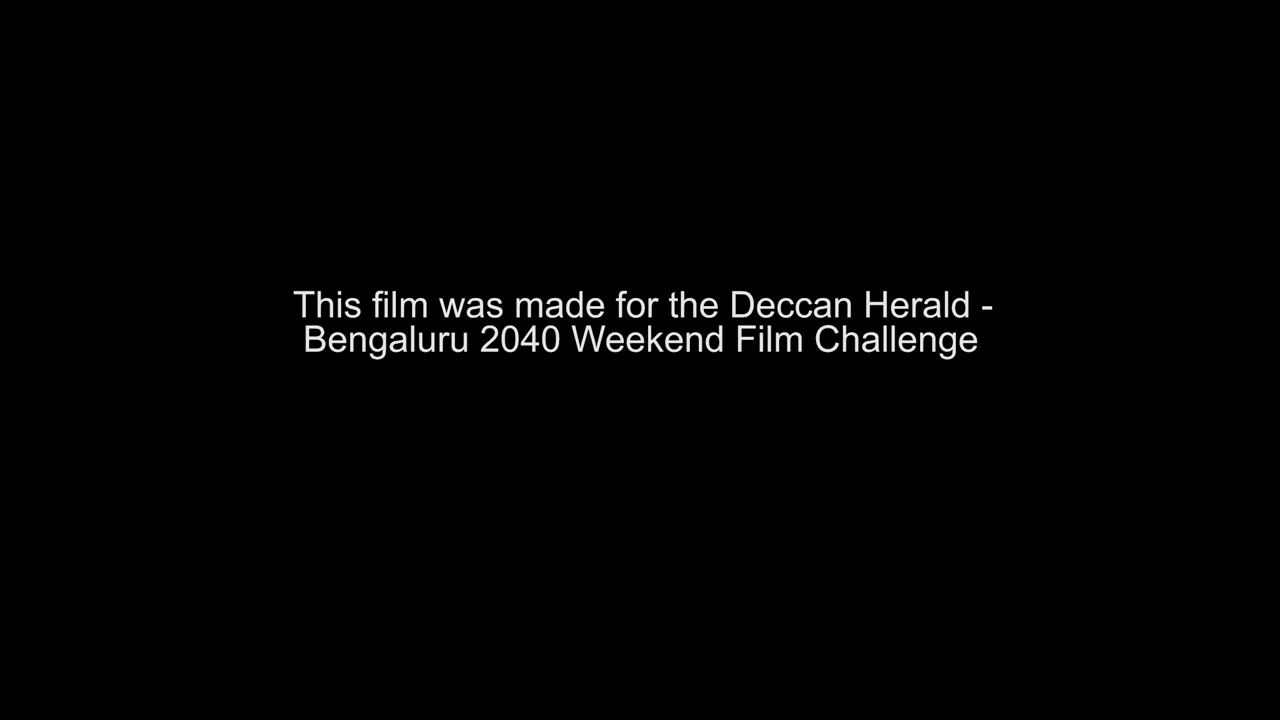 This film was made for the Deccan Herald -
Bengaluru 2040 Weekend Film Challenge